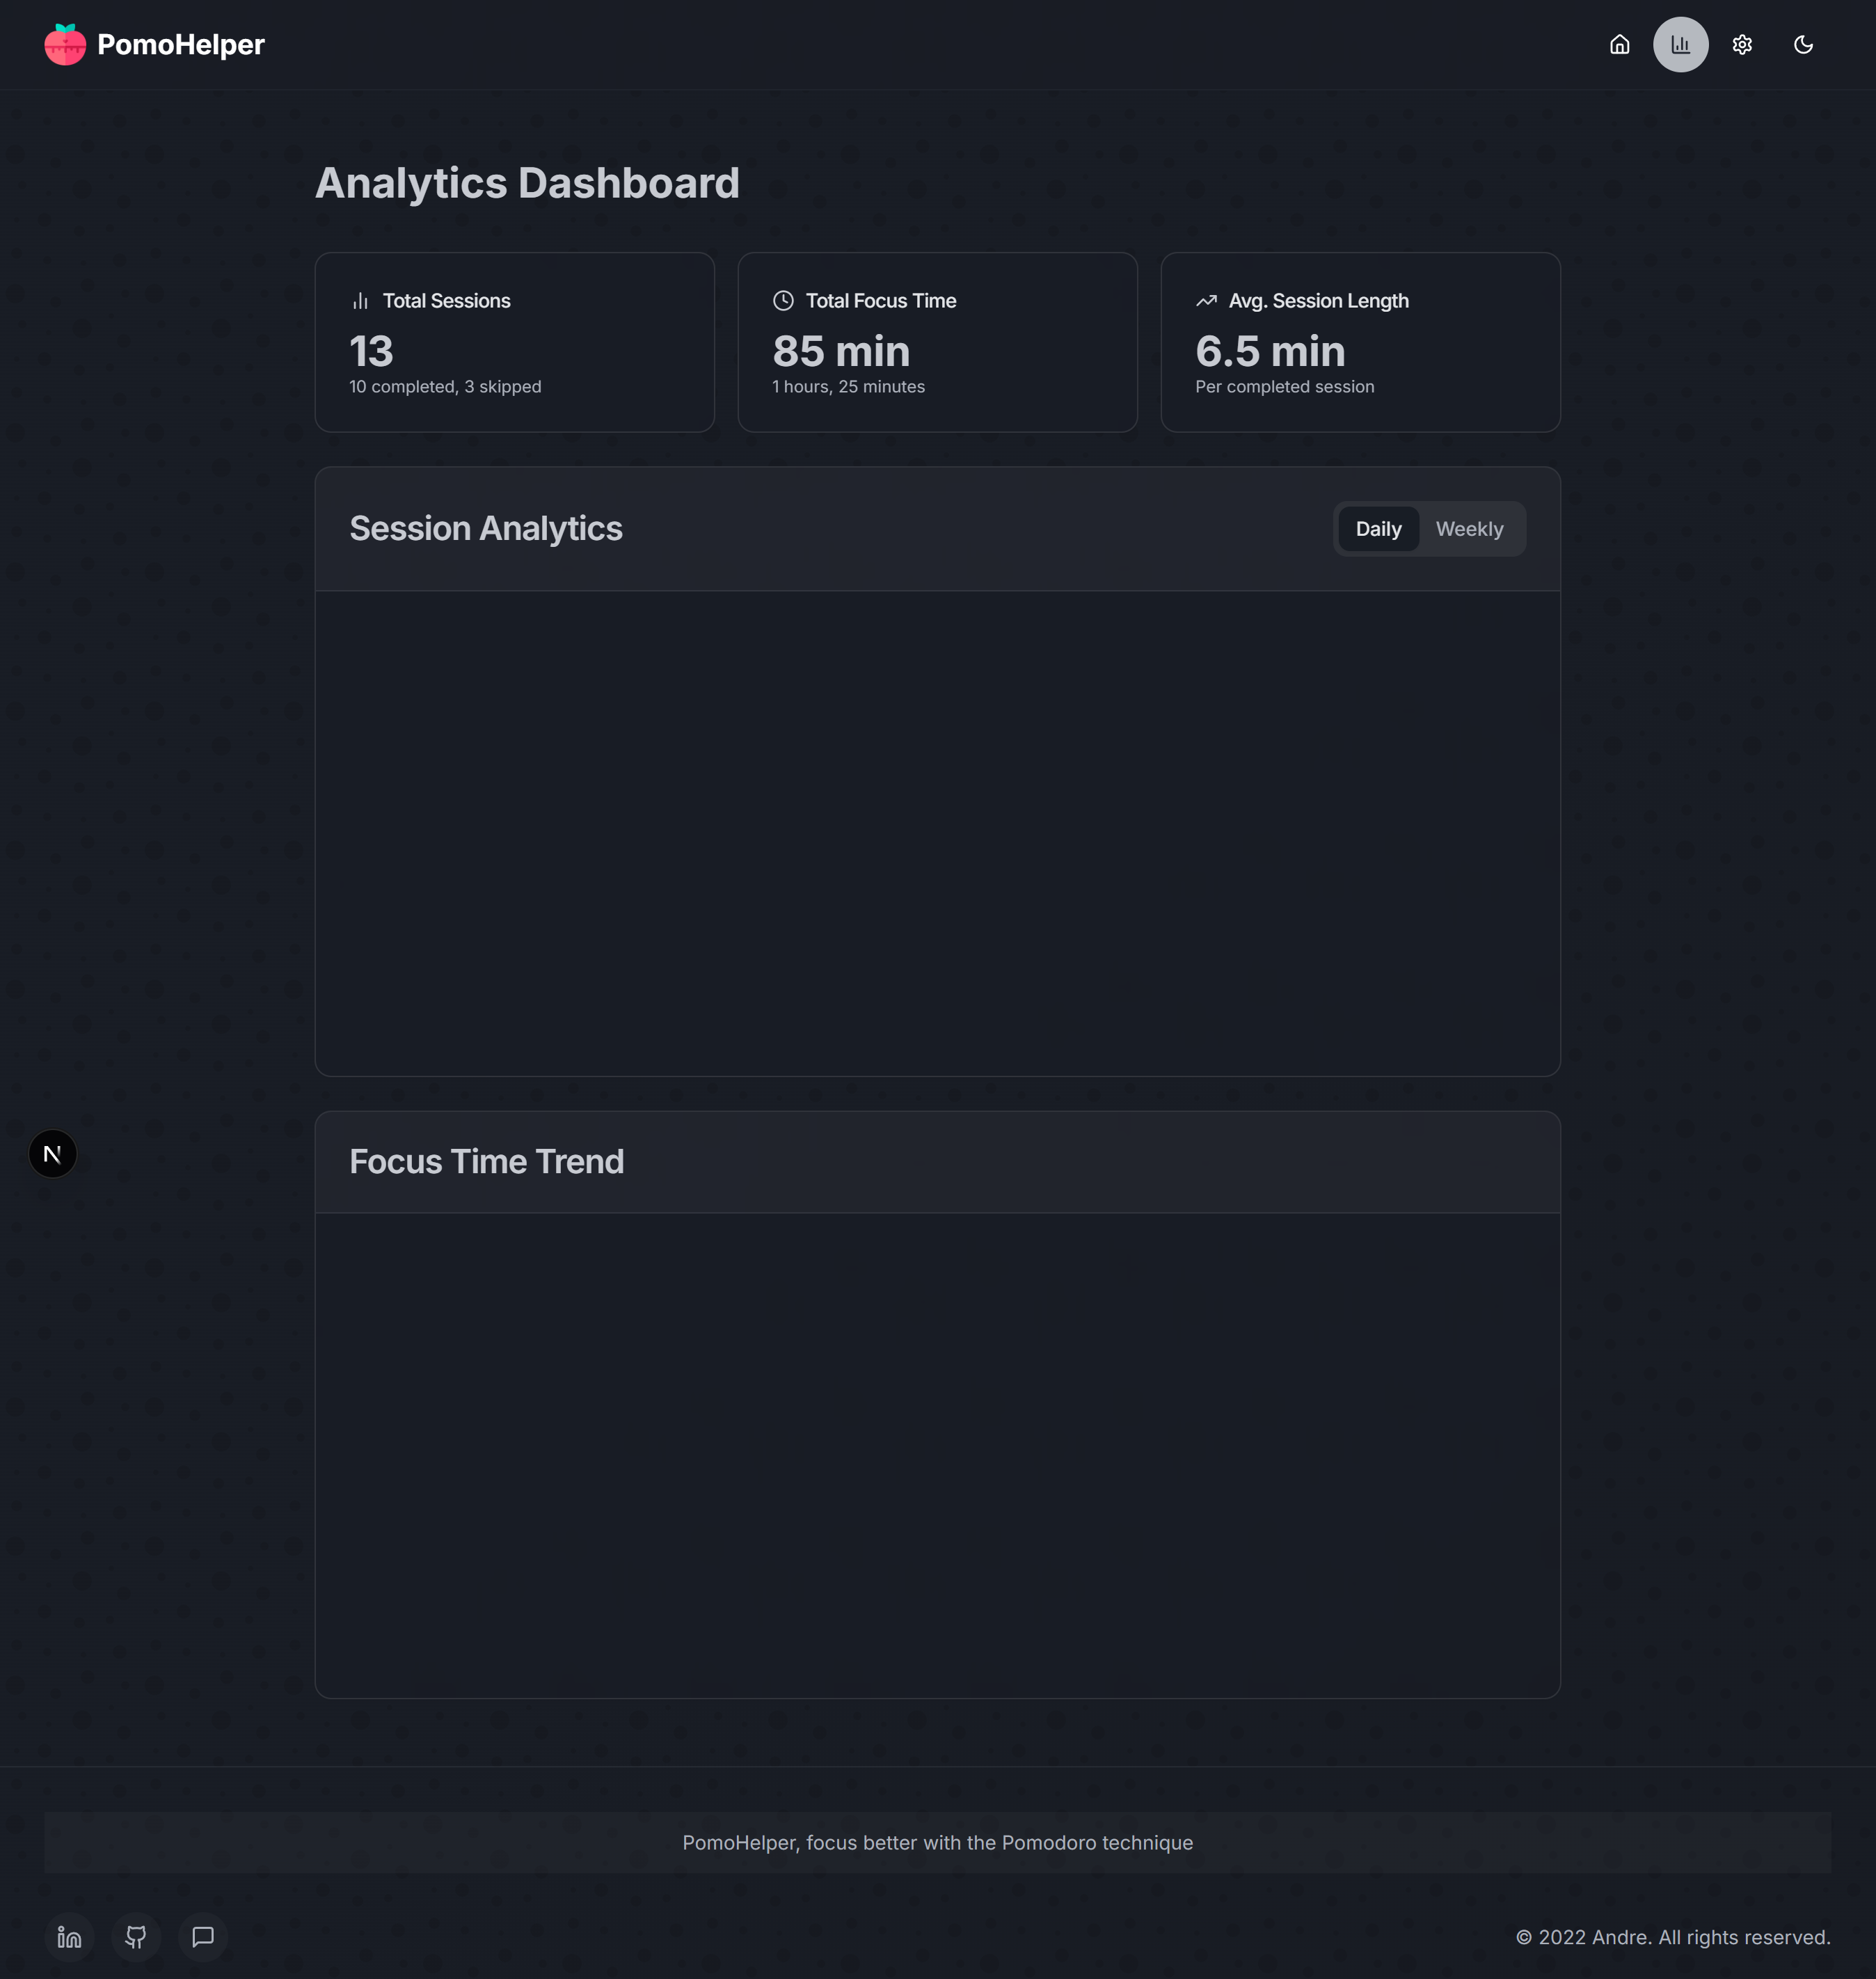 PomoHelper
Analytics Dashboard
Total Sessions
13
10 completed, 3 skipped
Total Focus Time
85 min
1 hours, 25 minutes
Avg. Session Length
6.5 min
Per completed session
Session Analytics
Daily
Weekly
N
Focus Time Trend
PomoHelper, focus better with the Pomodoro technique
© 2022 Andre. All rights reserved.